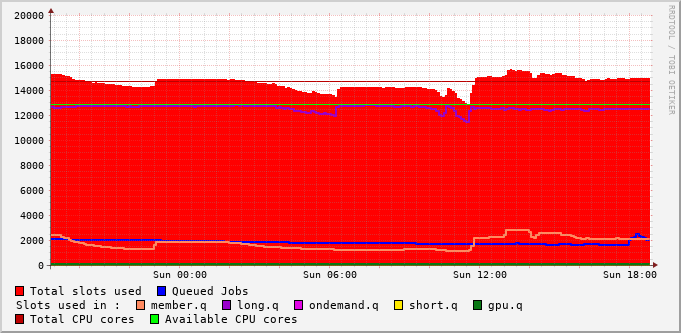 20000
18000
16000
14000
12000
10000
8000
6000
4000
2000
0
Sun 00:00 Sun 06:00 Sun 12:00 Sun 18:00
Total slots used Queued Jobs
Slots used in : member.q long.q ondemand.q short.q gpu.q
Total CPU cores Available CPU cores
RRDTOOL / TOBI OETIKER